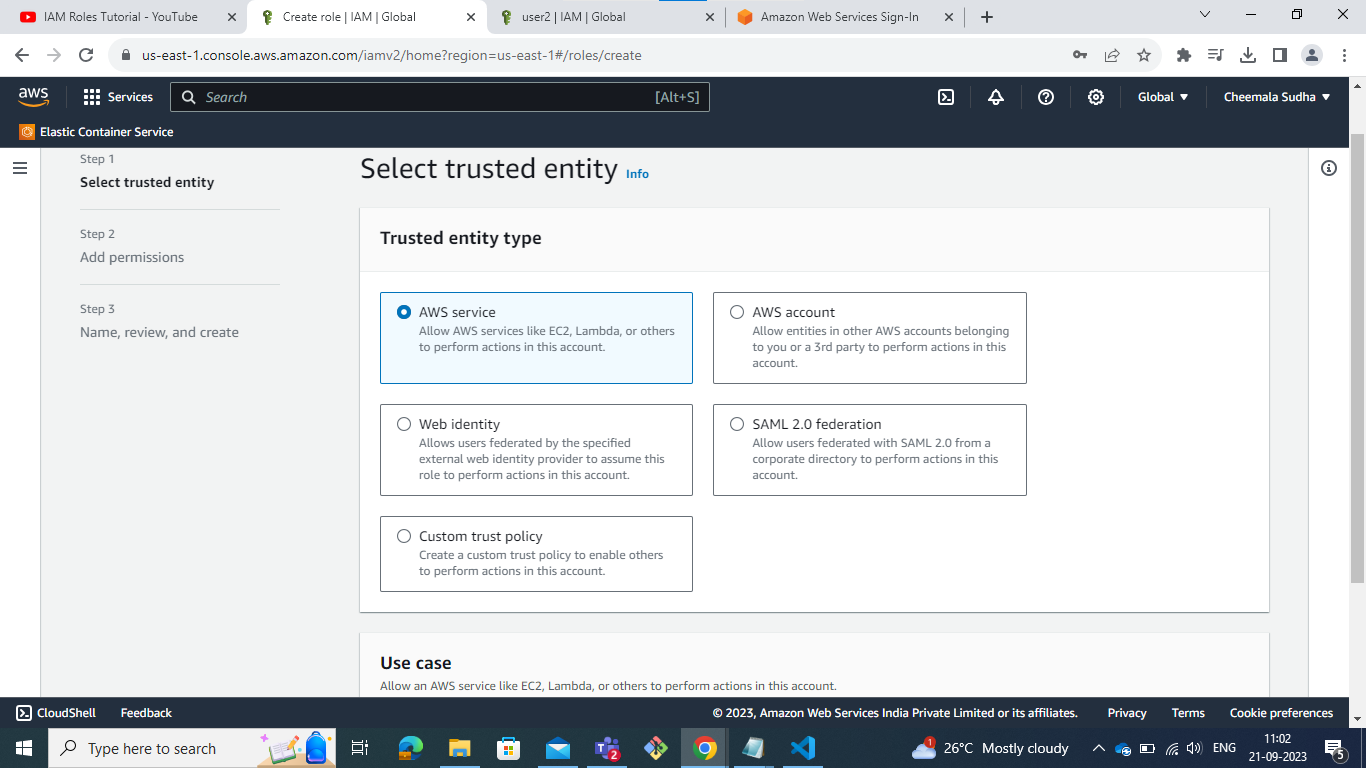 IAM Roles Tutorial - YouTube
Create role | IAM | Global
user2 | IAM | Global
Amazon Web Services Sign-In
us-east-1.console.aws.amazon.com/iamv2/home?region=us-east-1#/roles/create
aws
Services
Search
[Alt+S]
Global
Cheemala Sudha
Elastic Container Service
Step 1
Select trusted entity
Step 2
Add permissions
Step 3
Name, review, and create
Select trusted entity Info
Trusted entity type
AWS service
Allow AWS services like EC2, Lambda, or others
to perform actions in this account.
AWS account
Allow entities in other AWS accounts belonging
to you or a 3rd party to perform actions in this
account.
Web identity
Allows users federated by the specified
external web identity provider to assume this
role to perform actions in this account.
SAML 2.0 federation
Allow users federated with SAML 2.0 from a
corporate directory to perform actions in this
account.
Custom trust policy
Create a custom trust policy to enable others
to perform actions in this account.
Use case
Allow an AWS service like EC2, Lambda, or others to perform actions in this account.
CloudShell
Feedback
© 2023, Amazon Web Services India Private Limited or its affiliates.
Privacy
Terms
Cookie preferences
Type here to search
2
1
26°C Mostly cloudy
ENG
11:02
21-09-2023
5